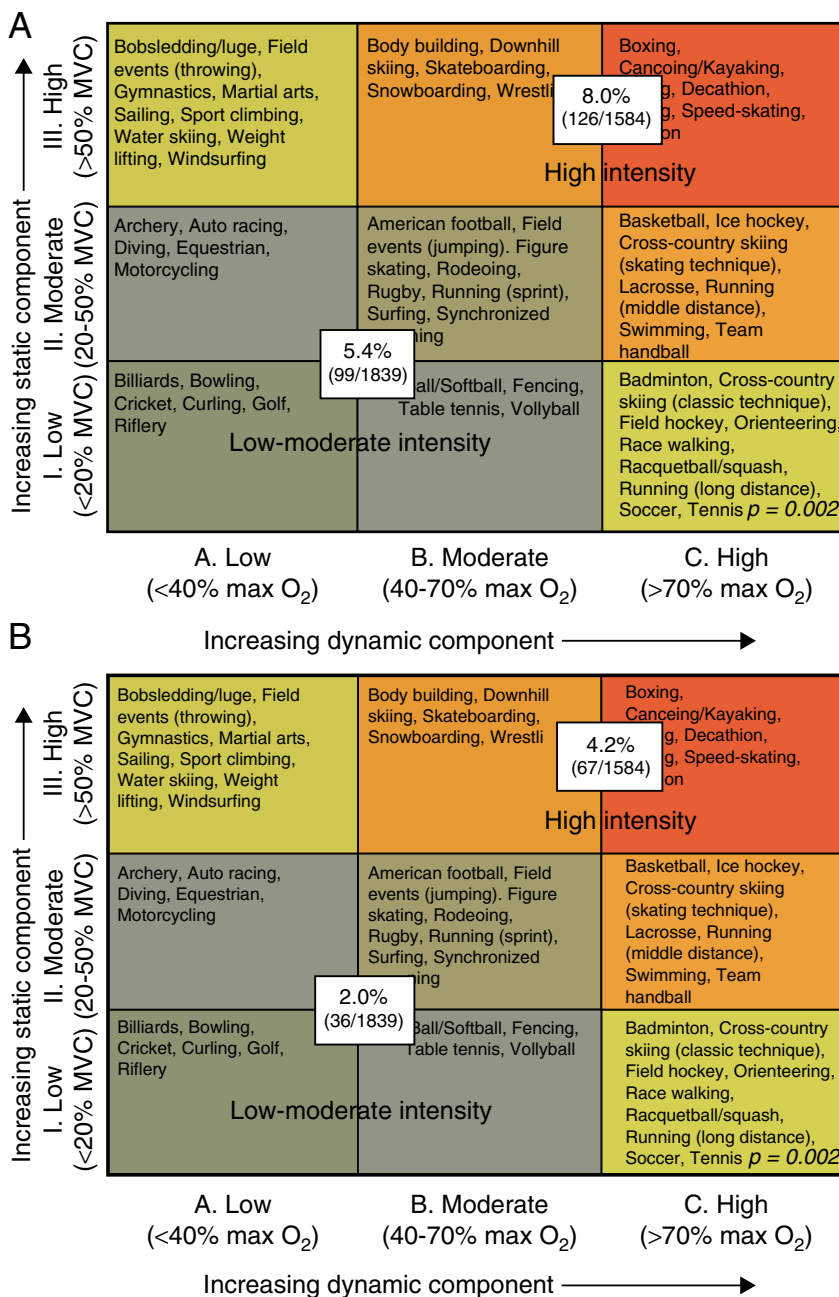 A
Increasing static component
III. High
(>50% MVC)
II. Moderate
(20-50% MVC)
I. Low
(<20% MVC)
Bobsledding/luge, Field
events (throwing),
Gymnastics, Martial arts,
Sailing, Sport climbing,
Water skiing, Weight
lifting, Windsurfing
Body building, Downhill
skiing, Skateboarding,
Snowboarding, Wrestli
Boxing,
Cancoing/Kayaking,
g, Decathion,
g, Speed-skating,
on
8.0%
(126/1584)
High intensity
Archery, Auto racing,
Diving, Equestrian,
Motorcycling
American football, Field
events (jumping). Figure
skating, Rodeoing,
Rugby, Running (sprint),
Surfing, Synchronized
ning
Basketball, Ice hockey,
Cross-country skiing
(skating technique),
Lacrosse, Running
(middle distance),
Swimming, Team
handball
5.4%
(99/1839)
Billiards, Bowling,
Cricket, Curling, Golf,
Riflery
all/Softball, Fencing,
Table tennis, Vollyball
Low-moderate intensity
Badminton, Cross-country
skiing (classic technique),
Field hockey, Orienteering,
Race walking,
Racquetball/squash,
Running (long distance),
Soccer, Tennis p = 0.002
A. Low
(<40% max O2)
B. Moderate
(40-70% max O2)
C. High
(>70% max O2)
Increasing dynamic component
B
Increasing static component
III. High
(>50% MVC)
II. Moderate
(20-50% MVC)
I. Low
(<20% MVC)
Bobsledding/luge, Field
events (throwing),
Gymnastics, Martial arts,
Sailing, Sport climbing,
Water skiing, Weight
lifting, Windsurfing
Body building, Downhill
skiing, Skateboarding,
Snowboarding, Wrestli
Boxing,
Canceing/Kayaking,
g, Decathion,
g, Speed-skating,
on
4.2%
(67/1584)
High intensity
Archery, Auto racing,
Diving, Equestrian,
Motorcycling
American football, Field
events (jumping). Figure
skating, Rodeoing,
Rugby, Running (sprint),
Surfing, Synchronized
ning
Basketball, Ice hockey,
Cross-country skiing
(skating technique),
Lacrosse, Running
(middle distance),
Swimming, Team
handball
2.0%
(36/1839)
Billiards, Bowling,
Cricket, Curling, Golf,
Riflery
Ball/Softball, Fencing,
Table tennis, Vollyball
Low-moderate intensity
Badminton, Cross-country
skiing (classic technique),
Field hockey, Orienteering,
Race walking,
Racquetball/squash,
Running (long distance),
Soccer, Tennis p = 0.002
A. Low
(<40% max O2)
B. Moderate
(40-70% max O2)
C. High
(>70% max O2)
Increasing dynamic component